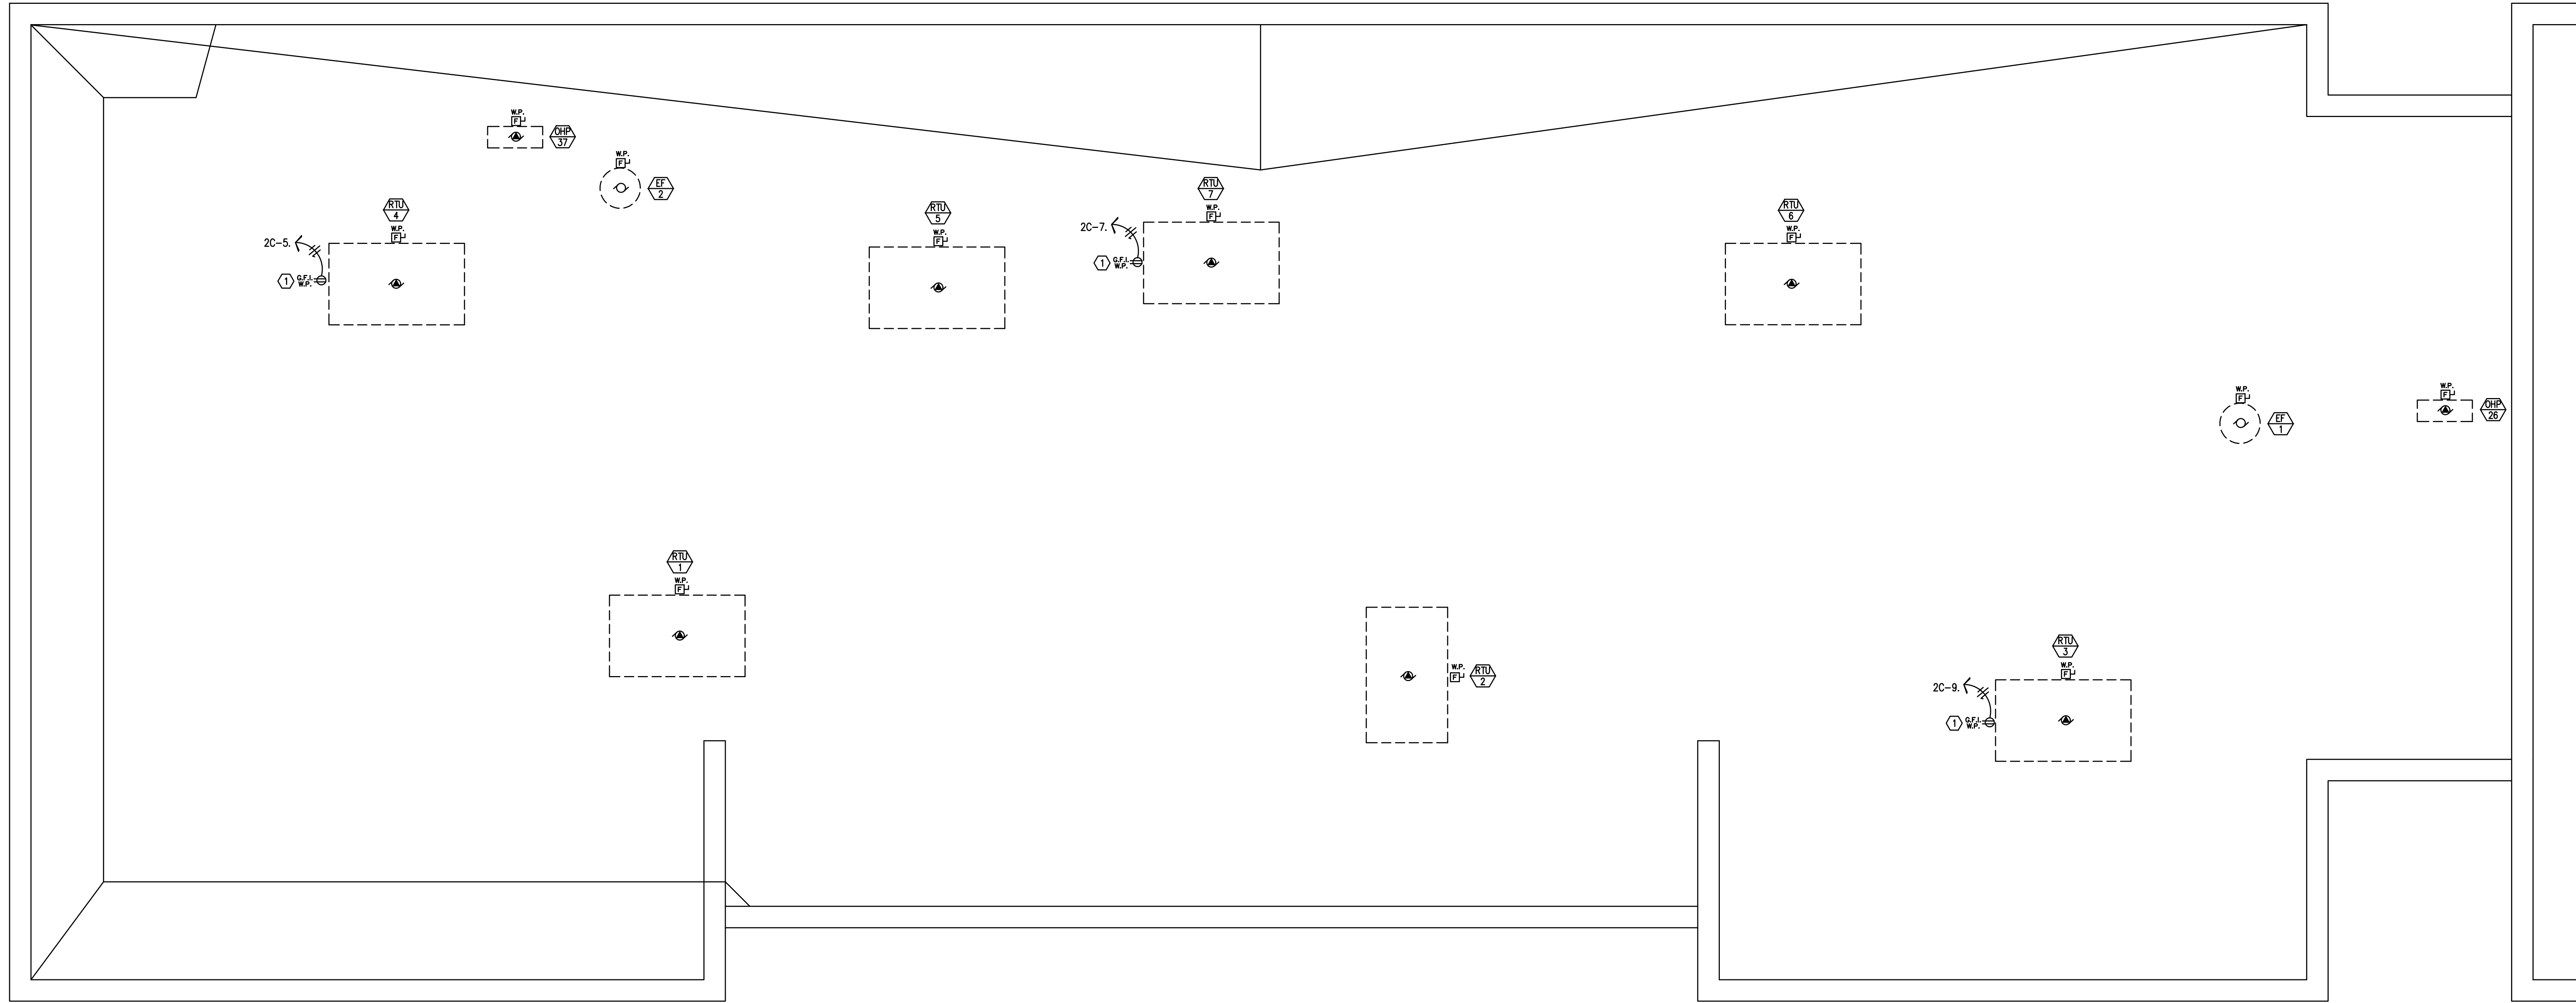 W.P.
F
OHP
37
W.P.
F
EF
2
RTU
4
W.P.
F
2C-5.
1
G.F.I.
W.P.
RTU
5
W.P.
F
RTU
7
W.P.
F
2C-7.
1
G.F.I.
W.P.
RTU
6
W.P.
F
W.P.
F
EF
1
W.P.
F
OHP
26
RTU
1
W.P.
F
W.P.
F
RTU
2
RTU
3
W.P.
F
2C-9.
1
G.F.I.
W.P.